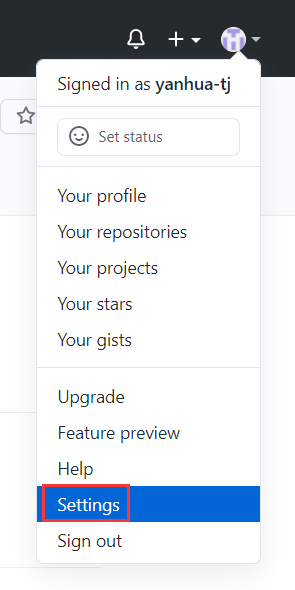 Signed in as yanhua-tj
Set status
Your profile
Your repositories
Your projects
Your stars
Your gists
Upgrade
Feature preview
Help
Settings
Sign out